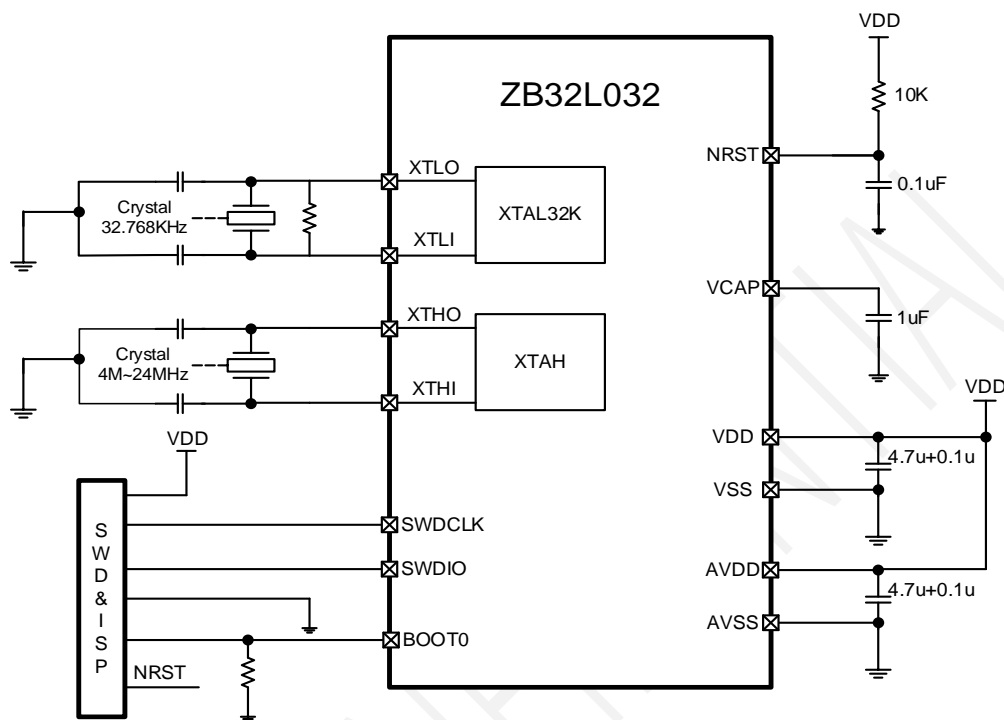 VDD
ZB32L032
10K
NRST
0.1uF
XTLO
XTAL32K
Crystal
32.768KHz
XTLI
VCAP
1uF
XTHO
XTAH
Crystal
4M~24MHz
XTHI
VDD
VDD
VDD
4.7u+0.1u
VSS
SWD&ISP
SWDCLK
SWDIO
AVDD
4.7u+0.1u
AVSS
BOOT0
NRST